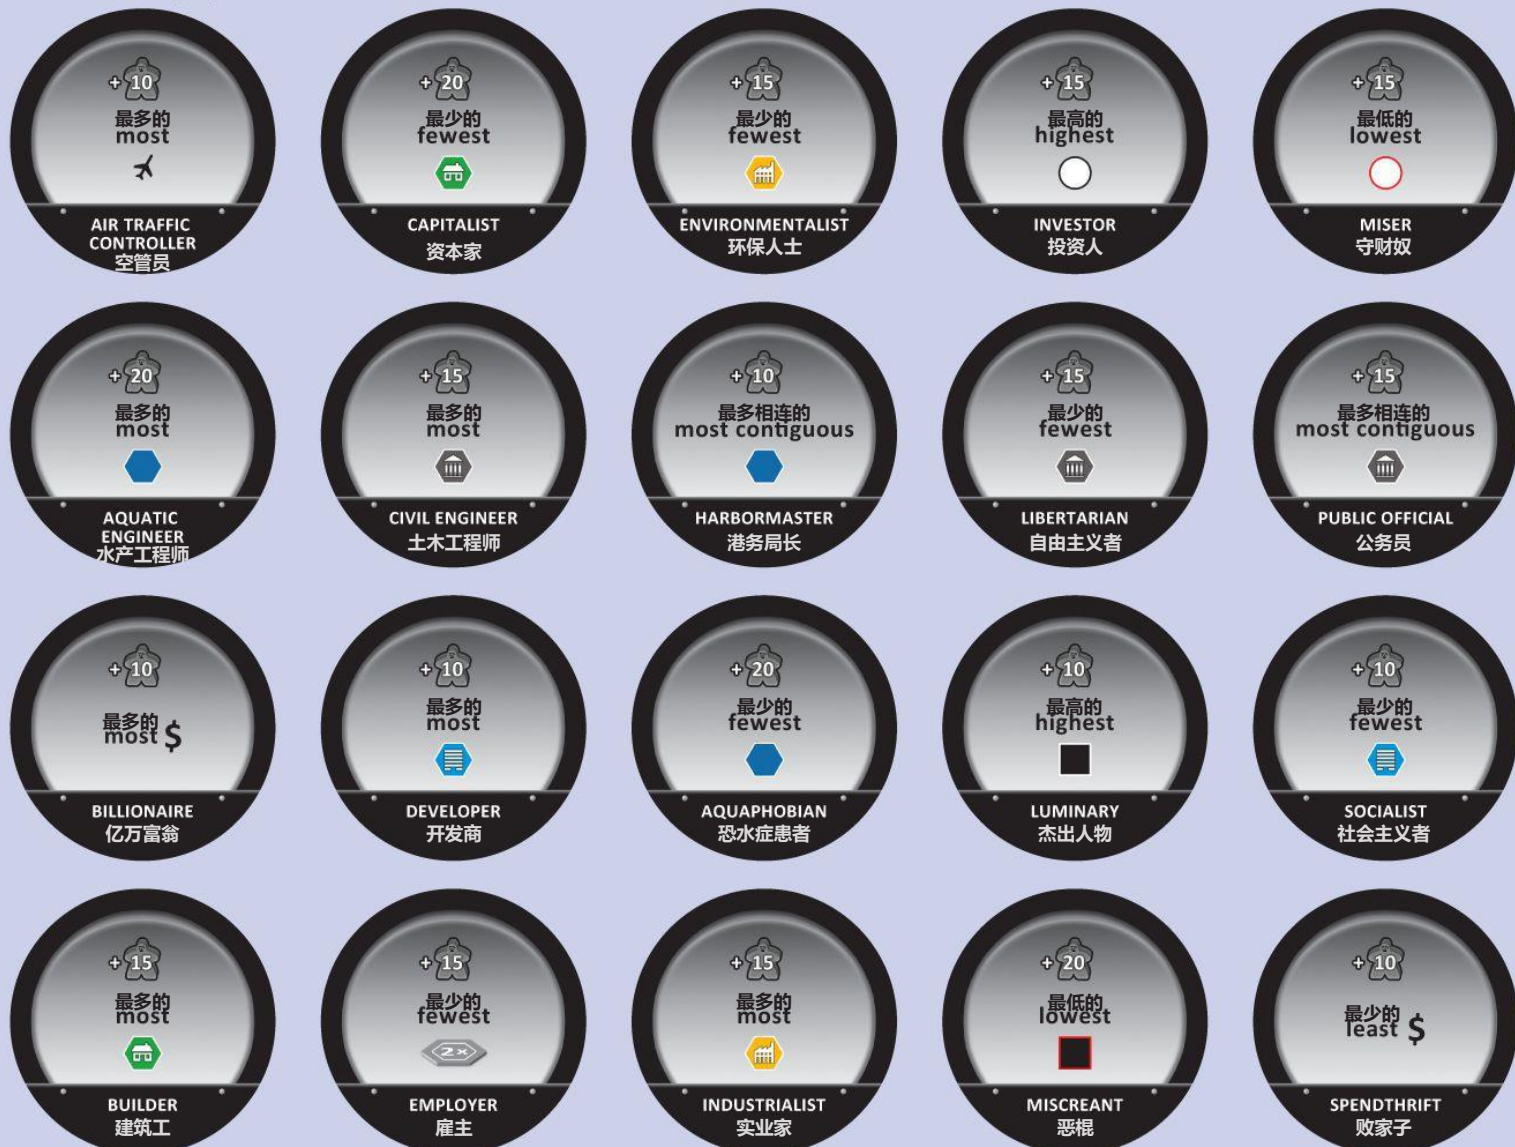 +10
最多的
most
AIR TRAFFIC
CONTROLLER
空管员
+20
最少的
fewest
CAPITALIST
资本家
+15
最少的
fewest
ENVIRONMENTALIST
环保人士
+15
最高的
highest
INVESTOR
投资人
+15
最低的
lowest
MISER
守财奴
+20
最多的
most
AQUATIC
ENGINEER
水产工程师
+15
最多的
most
CIVIL ENGINEER
土木工程师
+10
最多相连的
most contiguous
HARBORMASTER
港务局长
+15
最少的
fewest
LIBERTARIAN
自由主义者
+15
最多相连的
most contiguous
PUBLIC OFFICIAL
公务员
+10
最多的
most $
BILLIONAIRE
亿万富翁
+10
最多的
most
DEVELOPER
开发商
+20
最少的
fewest
AQUAPHOBIAN
恐水症患者
+10
最高的
highest
LUMINARY
杰出人物
+10
最少的
fewest
SOCIALIST
社会主义者
+15
最多的
most
BUILDER
建筑工
+15
最少的
fewest
2×
EMPLOYER
雇主
+15
最多的
most
INDUSTRIALIST
实业家
+20
最低的
lowest
MISCREANT
恶棍
+10
最少的
least $
SPENDTHRIFT
败家子